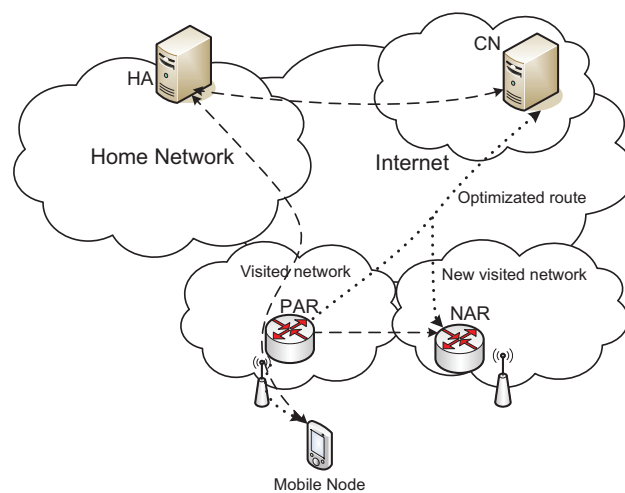 CN
HA
Home Network
Internet
Optimizated route
Visited network
New visited network
PAR
NAR
Mobile Node